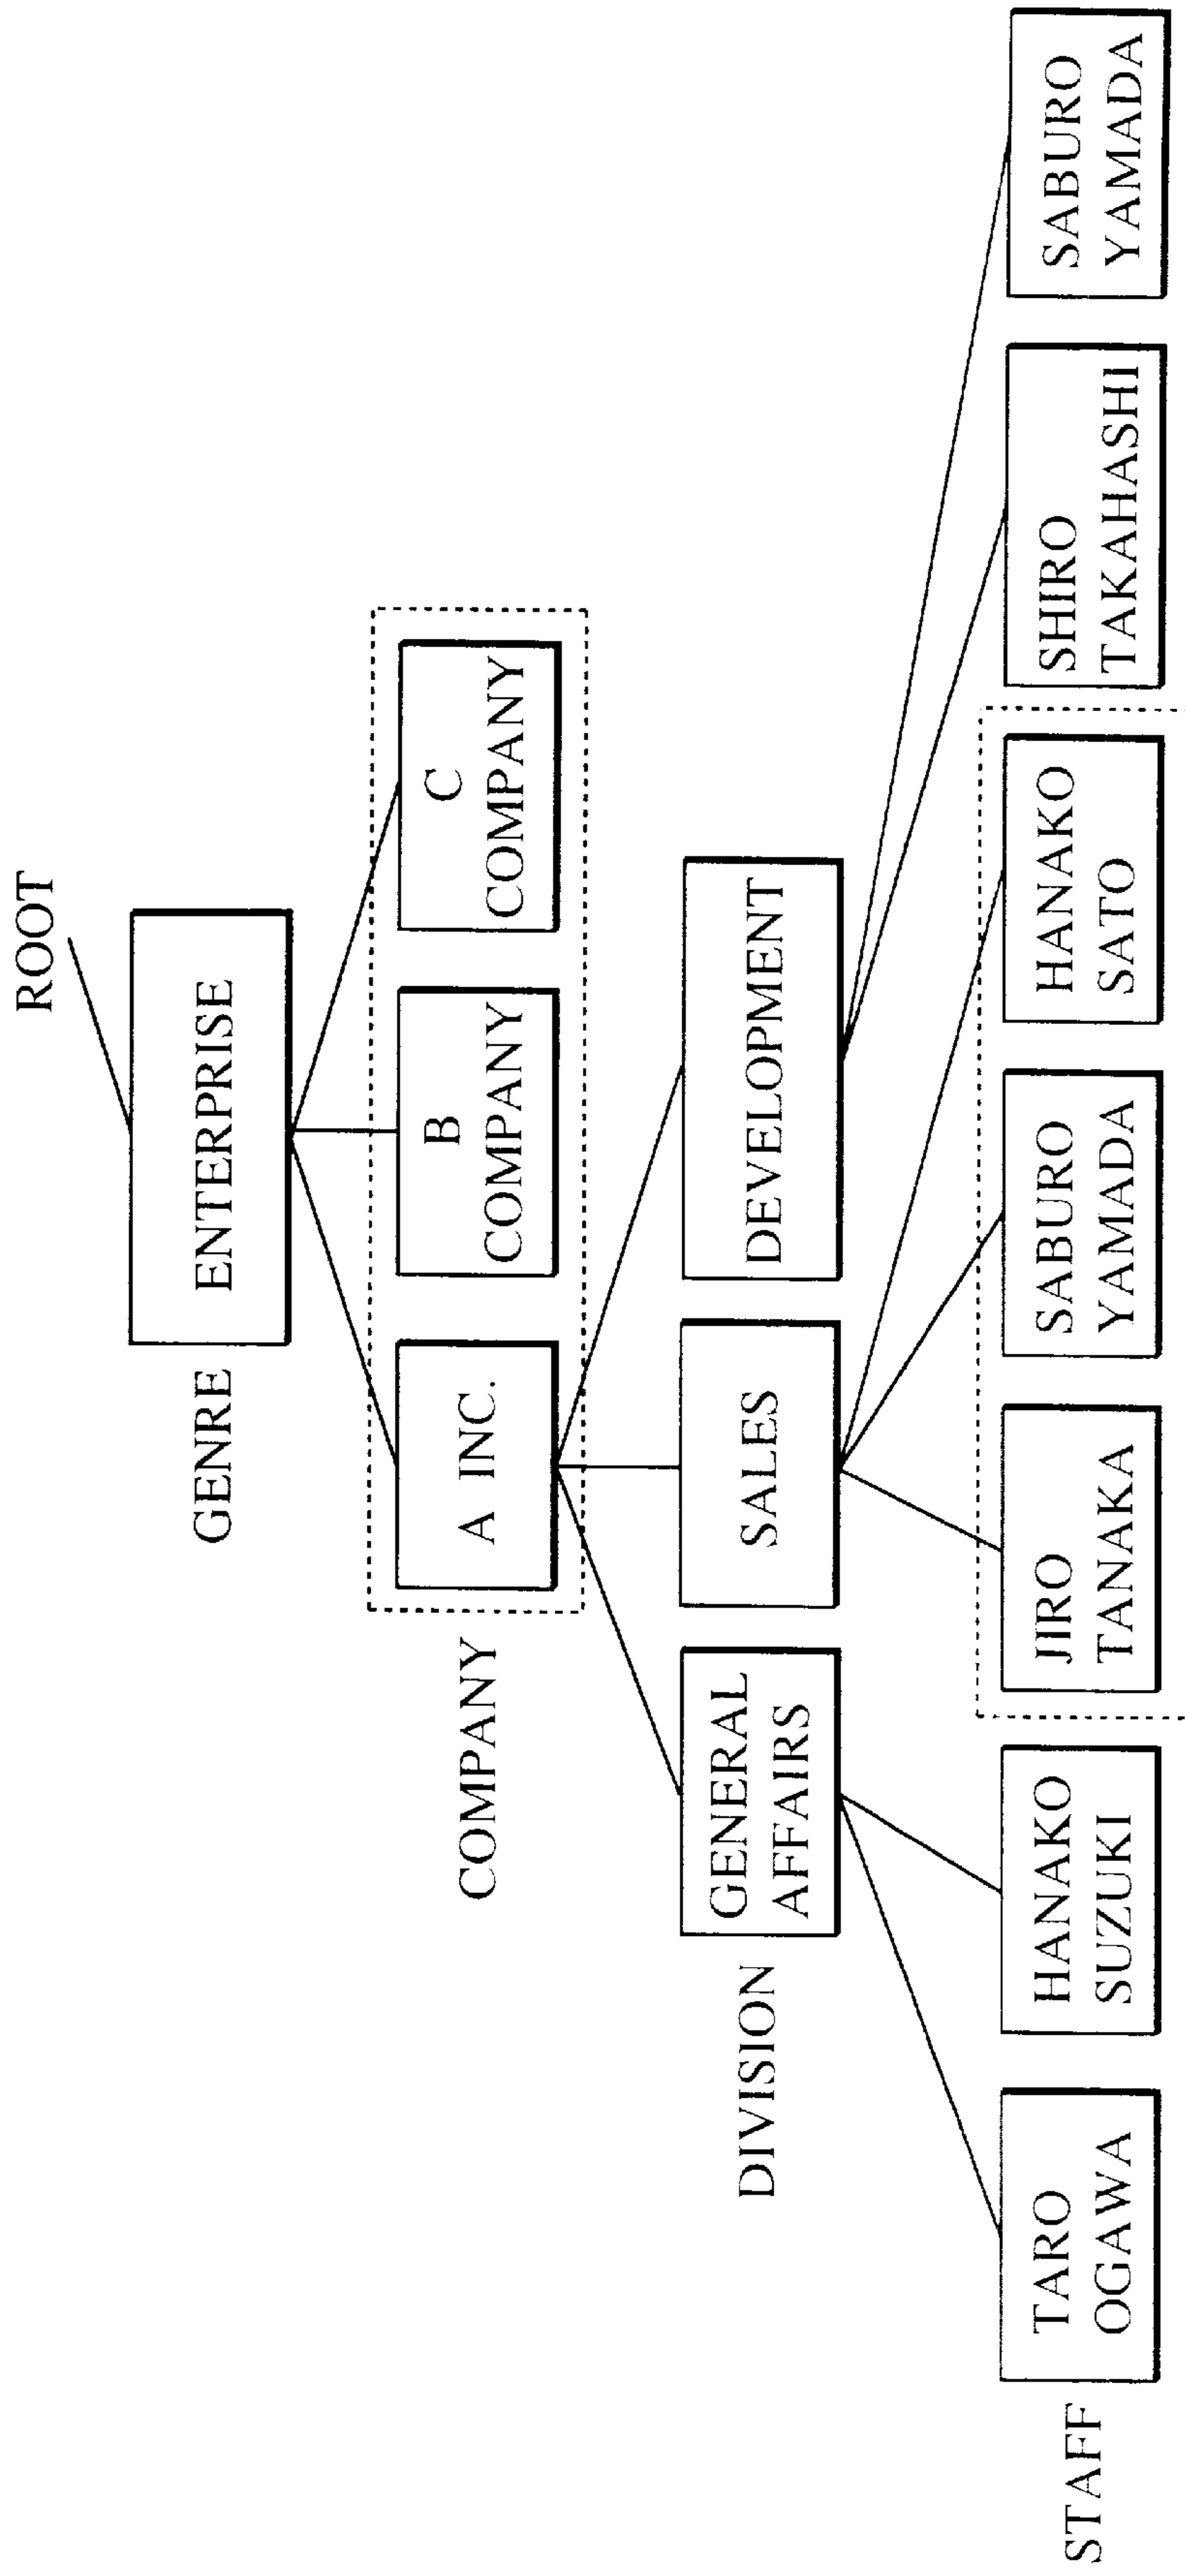 ROOT
GENRE
ENTERPRISE
COMPANY
A INC.
B
COMPANY
C
COMPANY
DIVISION
GENERAL
AFFAIRS
SALES
DEVELOPMENT
STAFF
TARO
OGAWA
HANAKO
SUZUKI
JIRO
TANAKA
SABURO
YAMADA
HANAKO
SATO
SHIRO
TAKAHASHI
SABURO
YAMADA